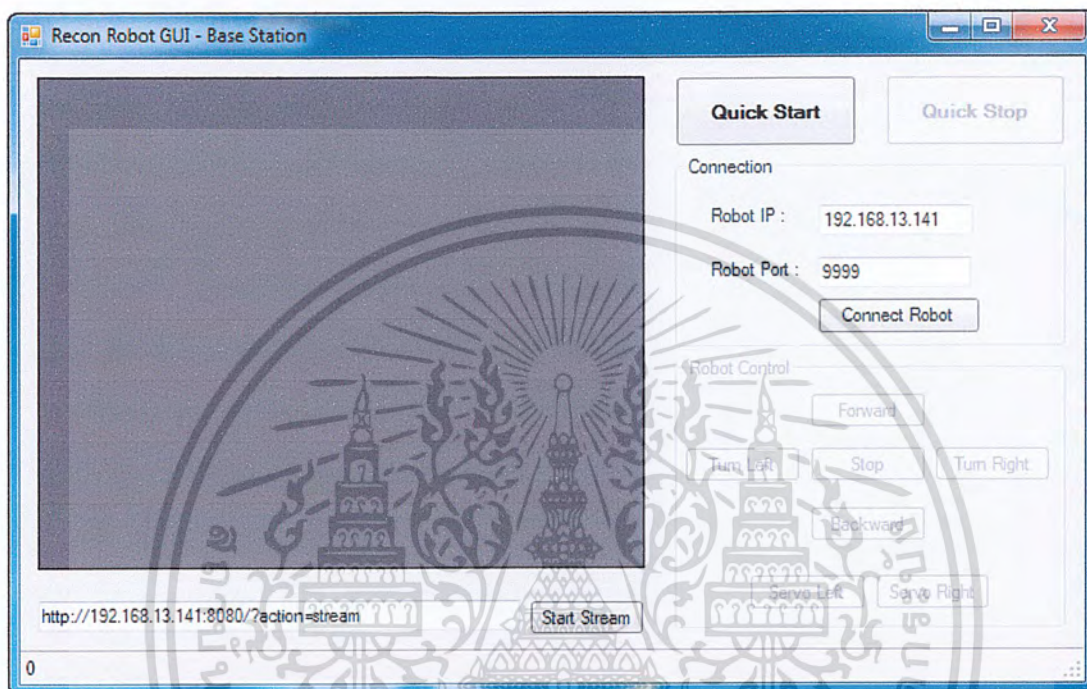 Recon Robot GUI - Base Station
Quick Start
Quick Stop
Connection
Robot IP :
192.168.13.141
Robot Port :
9999
Connect Robot
Robot Control
Forward
Turn Left
Stop
Turn Right
Backward
Servo Left
Servo Right
http://192.168.13.141:8080/?action=stream
Start Stream
0